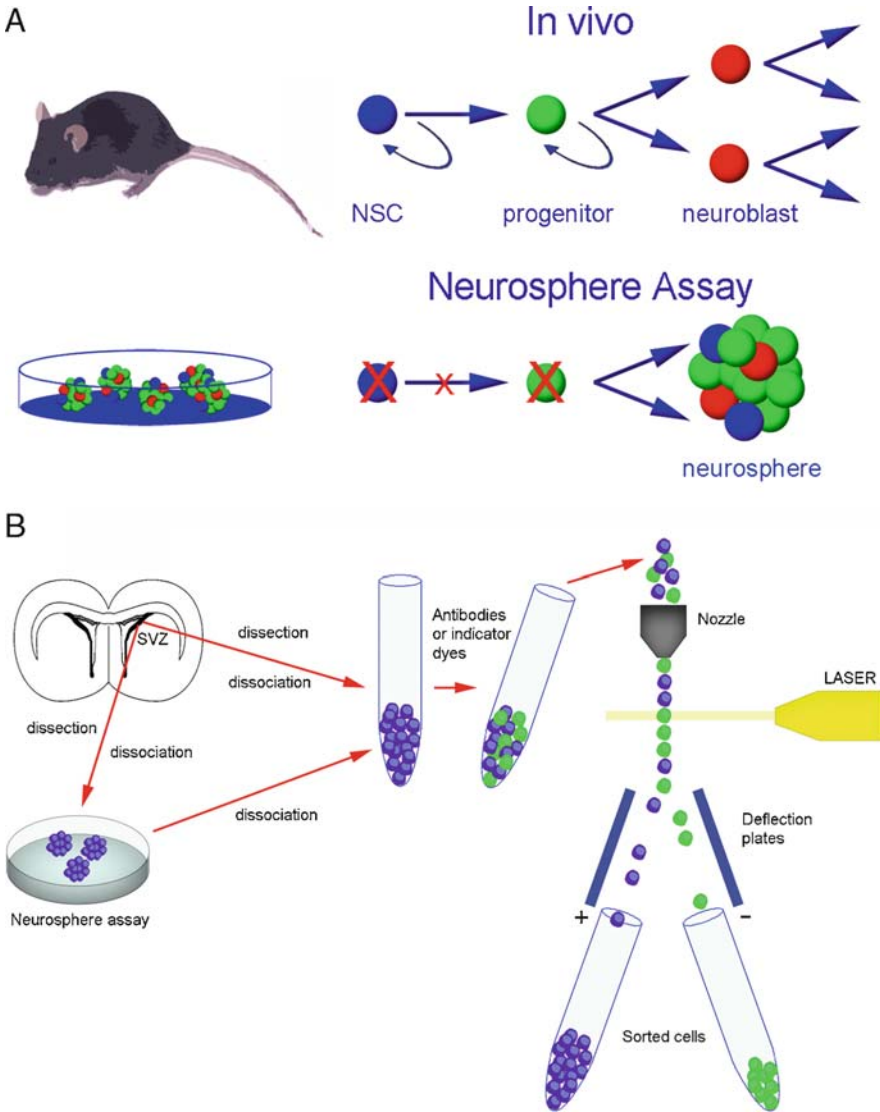 A
In vivo
NSC
progenitor
neuroblast
Neurosphere Assay
neurosphere
B
SVZ
dissection
dissociation
dissection
dissociation
dissociation
Neurosphere assay
Antibodies
or indicator
dyes
Nozzle
LASER
Deflection
plates
+
-
Sorted cells